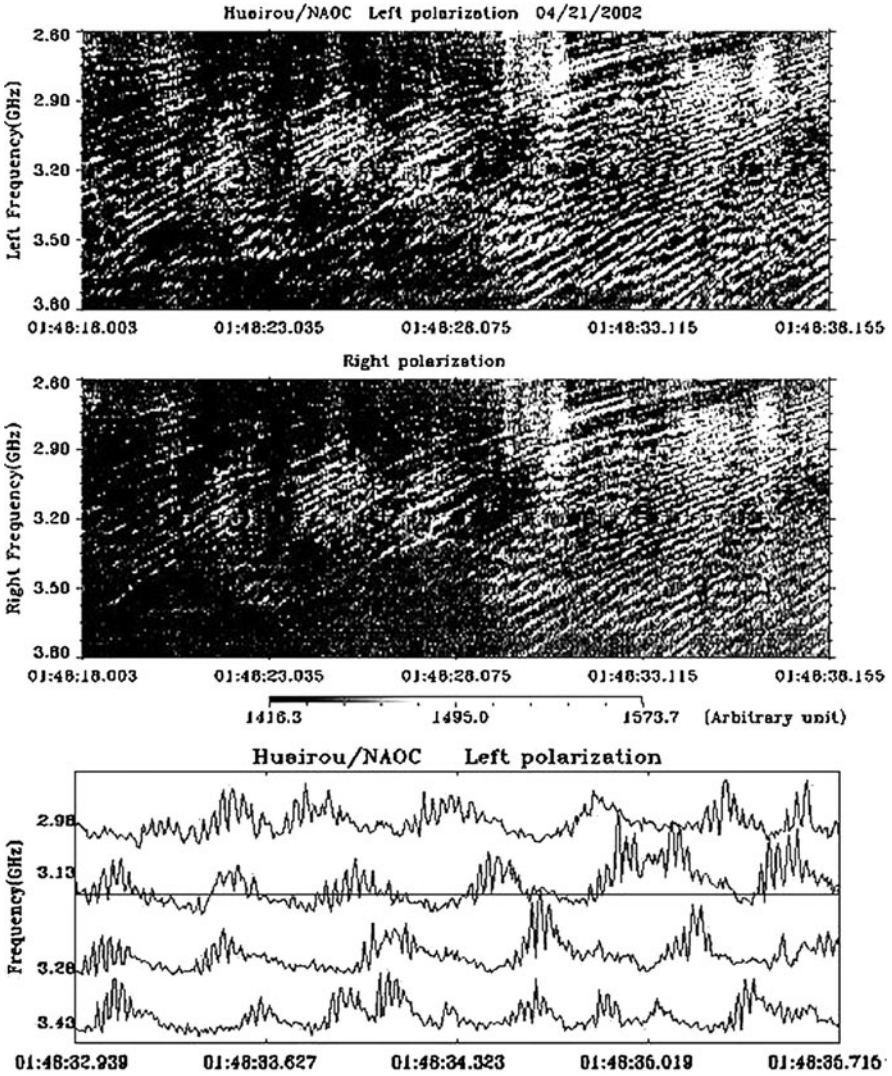 Huairou/NAOC Left polarization 04/21/2002
Left Frequency(GHz)
2.60
2.90
3.20
3.50
3.80
01:48:18.003 01:48:23.035 01:48:28.075 01:48:33.115 01:48:38.155
Right polarization
Right Frequency(GHz)
2.60
2.90
3.20
3.50
3.80
01:48:18.003 01:48:23.035 01:48:28.075 01:48:33.115 01:48:38.155
1416.3 1495.0 1573.7 (Arbitrary unit)
Huairou/NAOC Left polarization
Frequency(GHz)
2.98
3.13
3.28
3.43
01:48:32.939 01:48:33.627 01:48:34.323 01:48:35.019 01:48:35.715